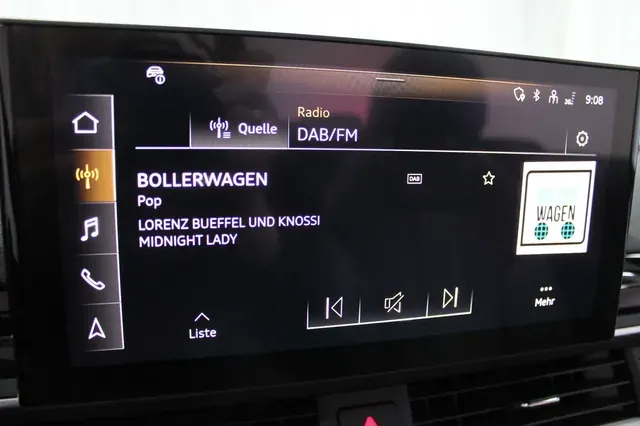 9:08
Radio
Quelle
DAB/FM
BOLLERWAGEN
DAB
Pop
WAGEN
LORENZ BUEFFEL UND KNOSSI
MIDNIGHT LADY
Liste
Mehr